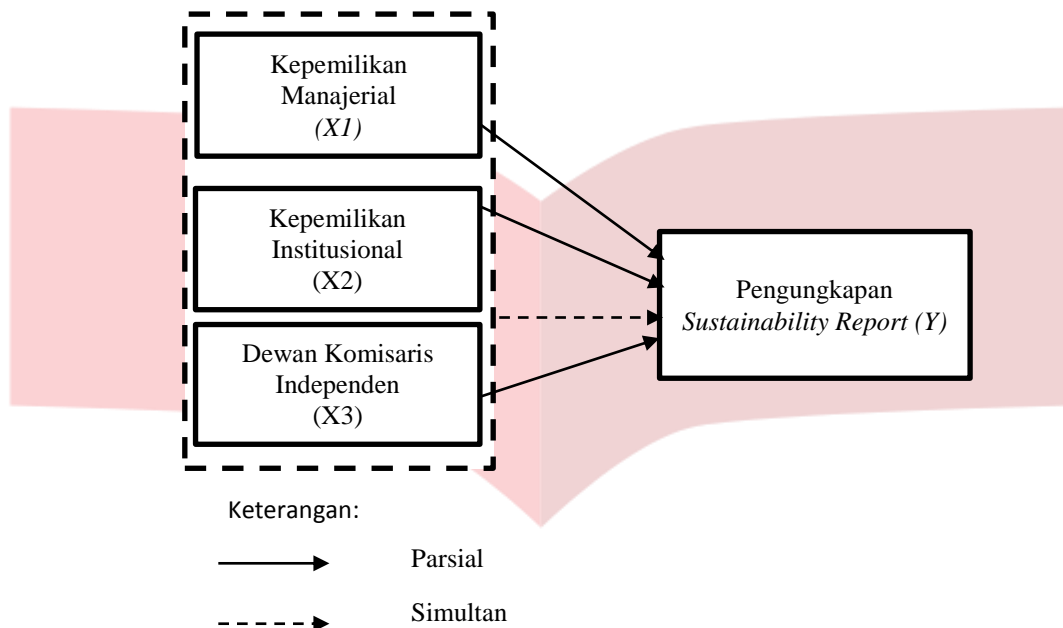 Kepemilikan
Manajerial
(X1)
Kepemilikan
Institusional
(X2)
Dewan Komisaris
Independen
(X3)
Pengungkapan
Sustainability Report (Y)
Keterangan:
Parsial
Simultan